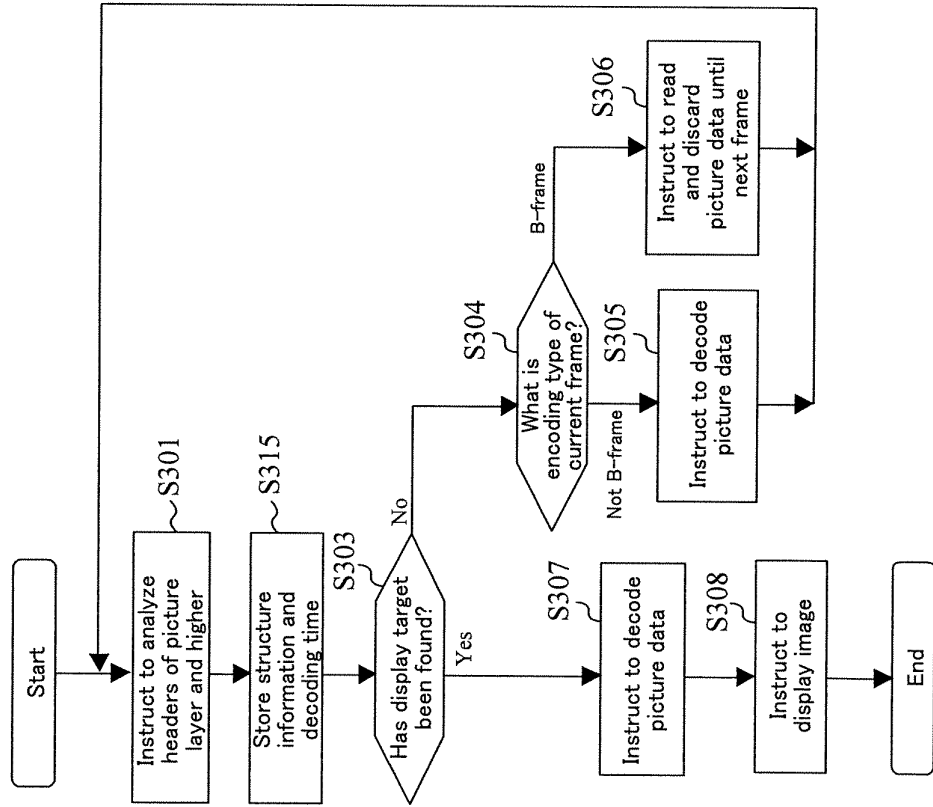 Start
Instruct to analyze
headers of picture
layer and higher
S301
Store structure
information and
decoding time
S315
Has display target
been found?
S303
No
Yes
What is
encoding type of
current frame?
S304
B-frame
Not B-frame
Instruct to decode
picture data
S305
Instruct to read
and discard
picture data until
next frame
S306
Instruct to decode
picture data
S307
Instruct to
display image
S308
End